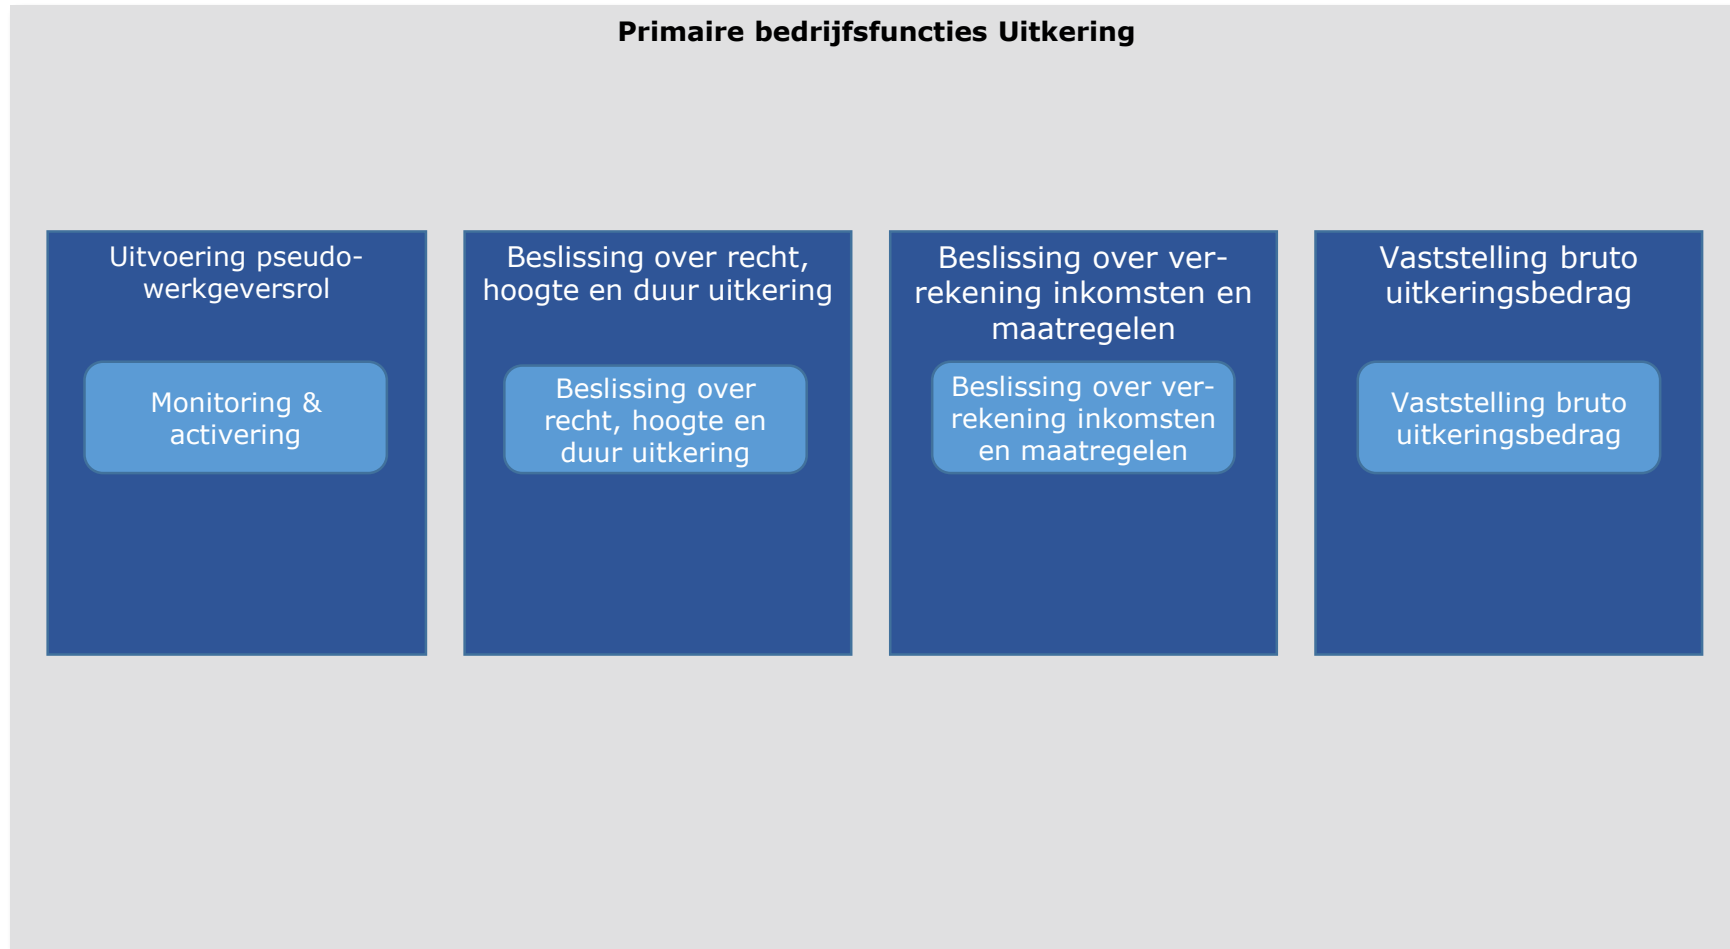 Primaire bedrijfsfuncties Uitkering
Uitvoering pseudo-
werkgeversrol
Monitoring &
activering
Beslissing over recht,
hoogte en duur uitkering
Beslissing over
recht, hoogte en
duur uitkering
Beslissing over ver-
rekening inkomsten en
maatregelen
Beslissing over ver-
rekening inkomsten
en maatregelen
Vaststelling bruto
uitkeringsbedrag
Vaststelling bruto
uitkeringsbedrag